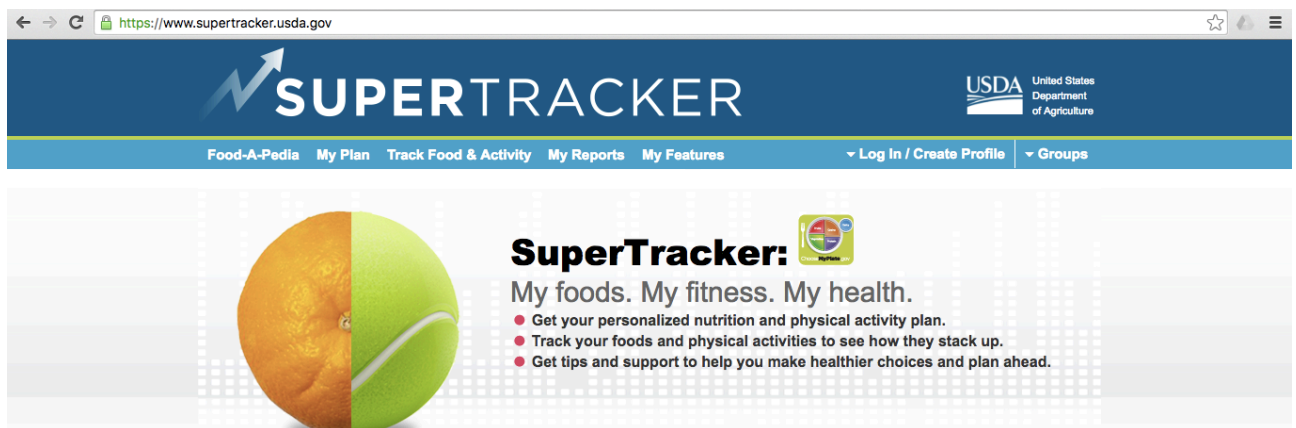 https://www.supertracker.usda.gov
SUPERTRACKER
USDA
United States
Department
of Agriculture
Food-A-Pedia My Plan Track Food & Activity My Reports My Features Log In / Create Profile Groups
SuperTracker:
My foods. My fitness. My health.
Get your personalized nutrition and physical activity plan.
Track your foods and physical activities to see how they stack up.
Get tips and support to help you make healthier choices and plan ahead.